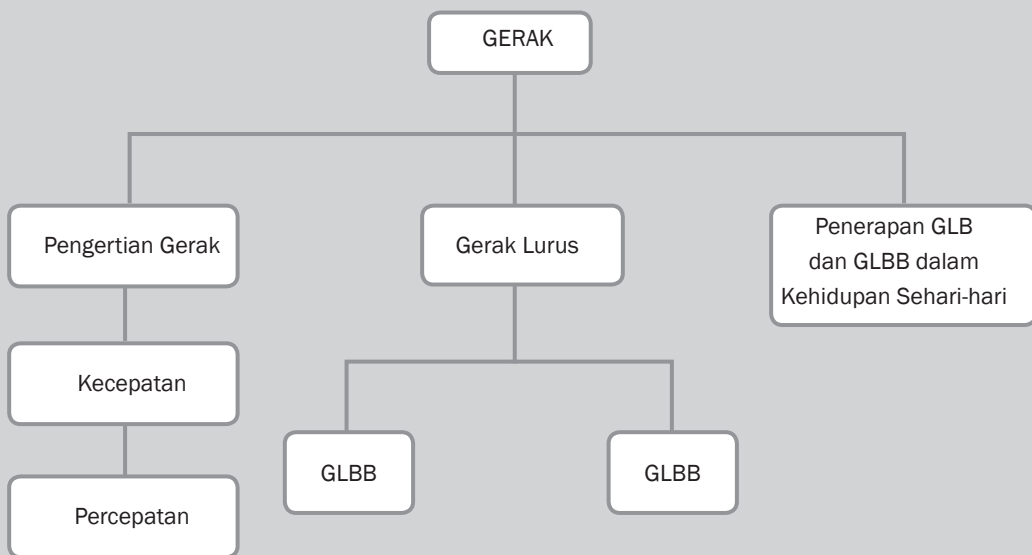 GERAK
Pengertian Gerak
Gerak Lurus
Penerapan GLB
dan GLBB dalam
Kehidupan Sehari-hari
Kecepatan
GLBB
GLBB
Percepatan